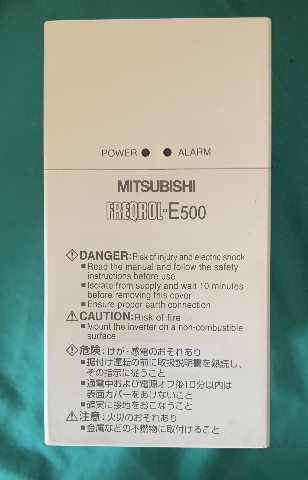 POWER ● ● ALARM
MITSUBISHI
FREQROL-E500
DANGER: Risk of injury and electric shock
■ Read the manual and follow the safety
instructions before use
■ Isolate from supply and wait 10 minutes
before removing this cover
■ Ensure proper earth connection
CAUTION: Risk of fire
■ Mount the inverter on a non-combustible
surface
危険: けが・感電のおそれあり
■ 据付け運転の前に取扱説明書を熟読し、
その指示に従うこと
■ 通電中および電源オフ後10分以内は
表面カバーをあけないこと
■ 確実に接地をおこなうこと
注意: 火災のおそれあり
■ 金属などの不燃物に取付けること